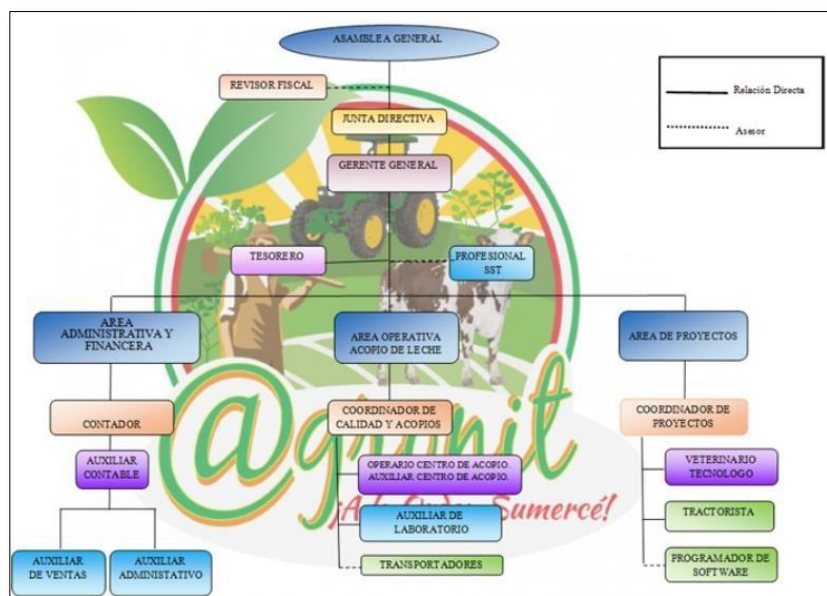 ASAMBLEA GENERAL
REVISOR FISCAL
Relación Directa
Asesor
JUNTA DIRECTIVA
GERENTE GENERAL
TESORERO
PROFESIONAL
SST
AREA
ADMINISTRATIVA Y
FINANCERA
AREA OPERATIVA
ACOPIO DE LECHE
AREA DE PROYECTOS
CONTADOR
COORDINADOR DE
CALIDAD Y ACOPIOS
COORDINADOR DE
PROYECTOS
@gronit
AUXILIAR
CONTABLE
OPERARIO CENTRO DE ACOPIO.
AUXILIAR CENTRO DE ACOPIO.
VETERINARIO
TECNOLOGO
Sumercé!
AUXILIAR DE
LABORATORIO
TRACTORISTA
AUXILIAR
DE VENTAS
AUXILIAR
ADMINISTATIVO
TRANSPORTADORES
PROGRAMADOR DE
SOFTWARE